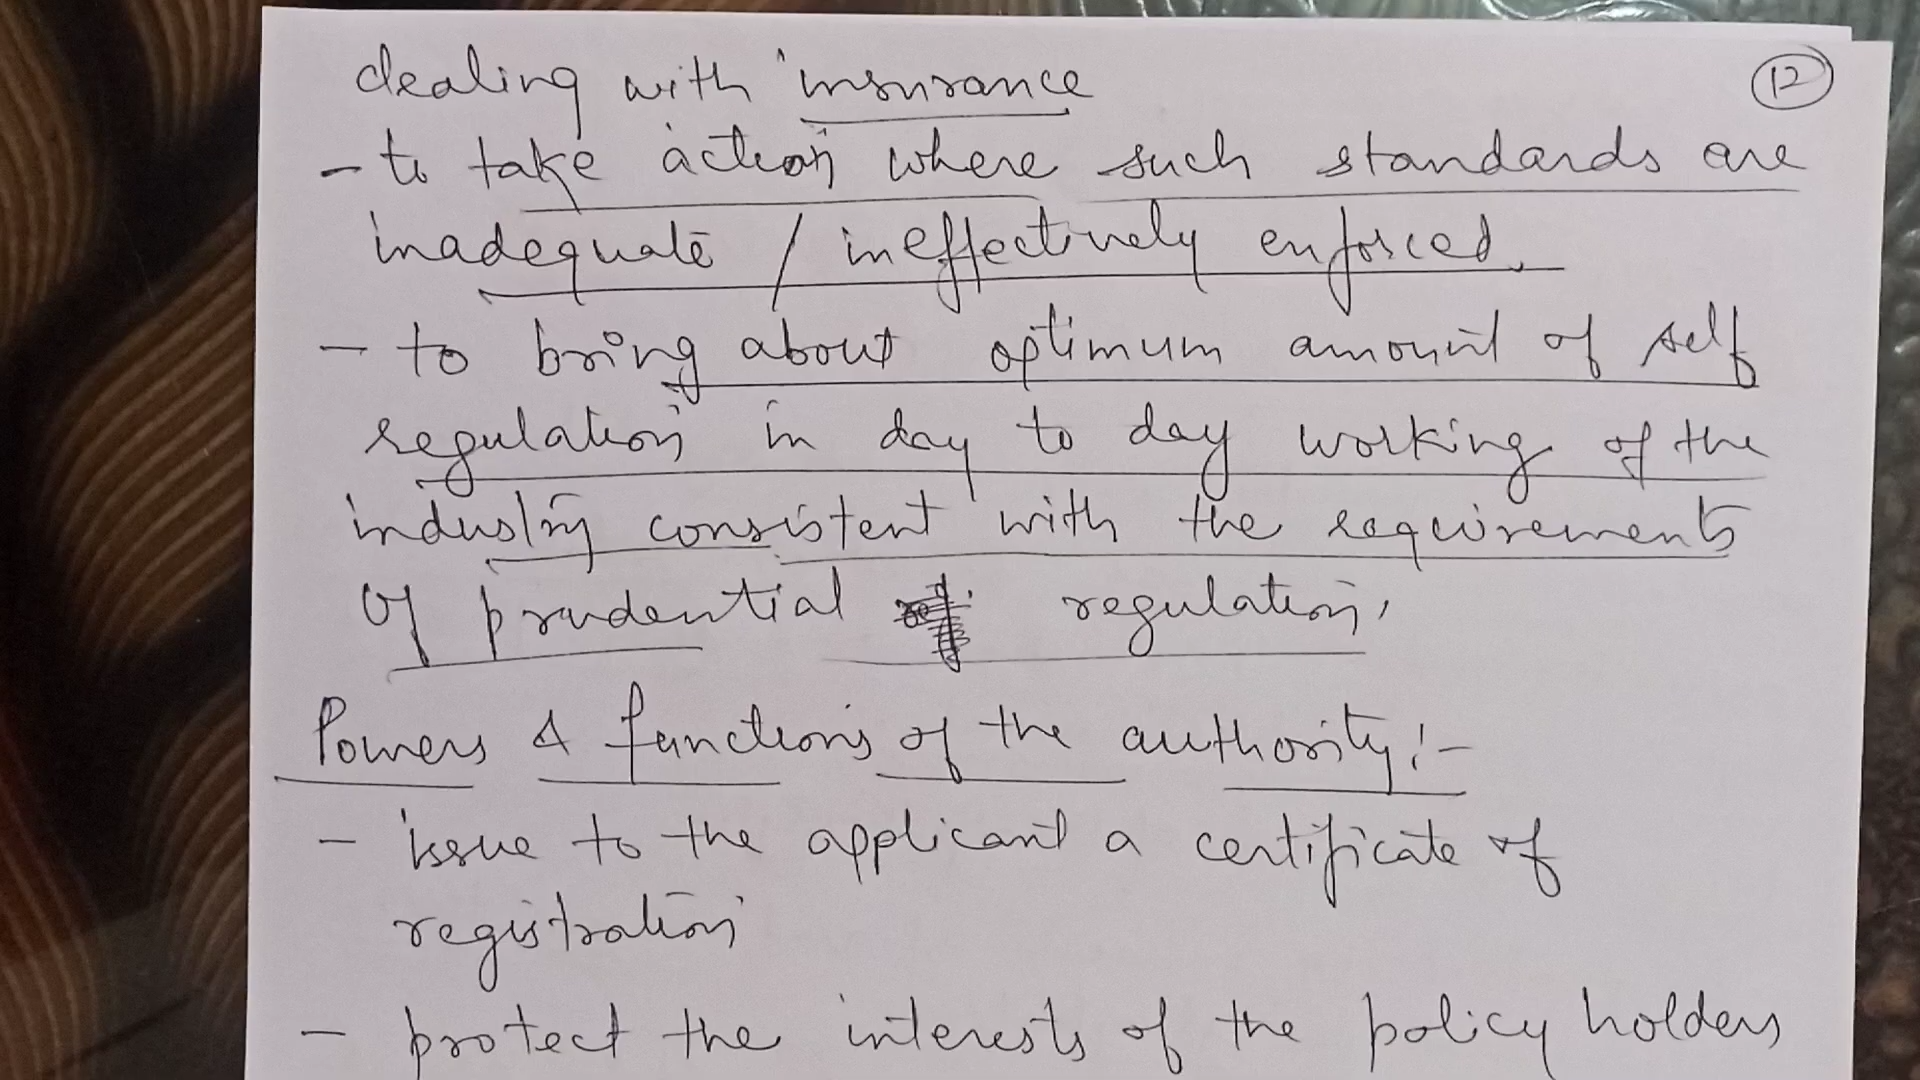 dealing with insurance
12
- to take action where such standards are
inadequate / ineffectively enforced.
- to bring about optimum amount of self
regulation in day to day working of the
industry consistent with the requirements
of prudential regulation.
Powers & functions of the authority:-
- issue to the applicant a certificate of
registration
- protect the interests of the policy holders